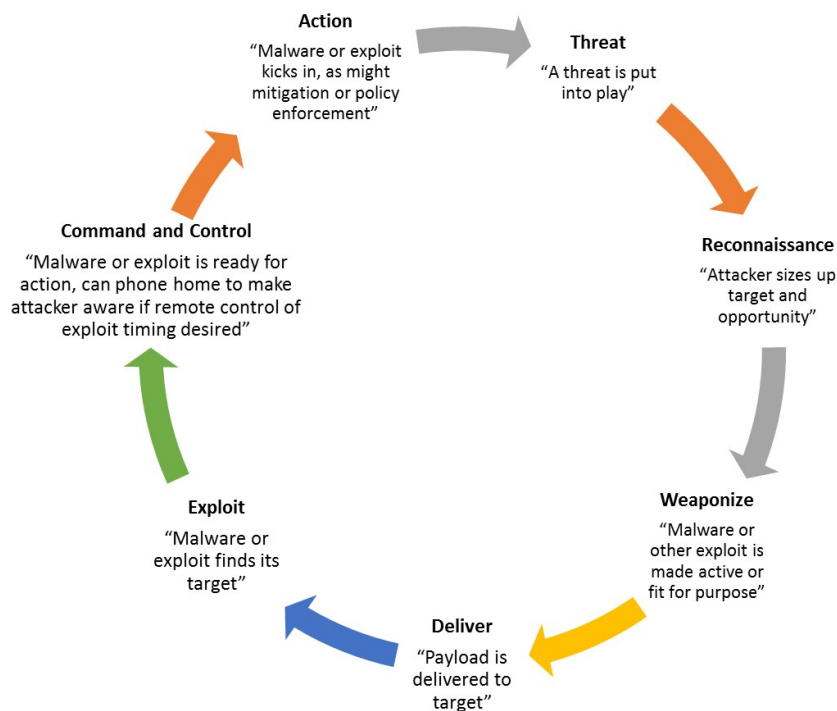 Action
“Malware or exploit
kicks in, as might
mitigation or policy
enforcement”
Threat
“A threat is put
into play”
Reconnaissance
“Attacker sizes up
target and
opportunity”
Weaponize
“Malware or
other exploit is
made active or
fit for purpose”
Deliver
“Payload is
delivered to
target”
Exploit
“Malware or
exploit finds its
target”
Command and Control
“Malware or exploit is ready for
action, can phone home to make
attacker aware if remote control of
exploit timing desired”